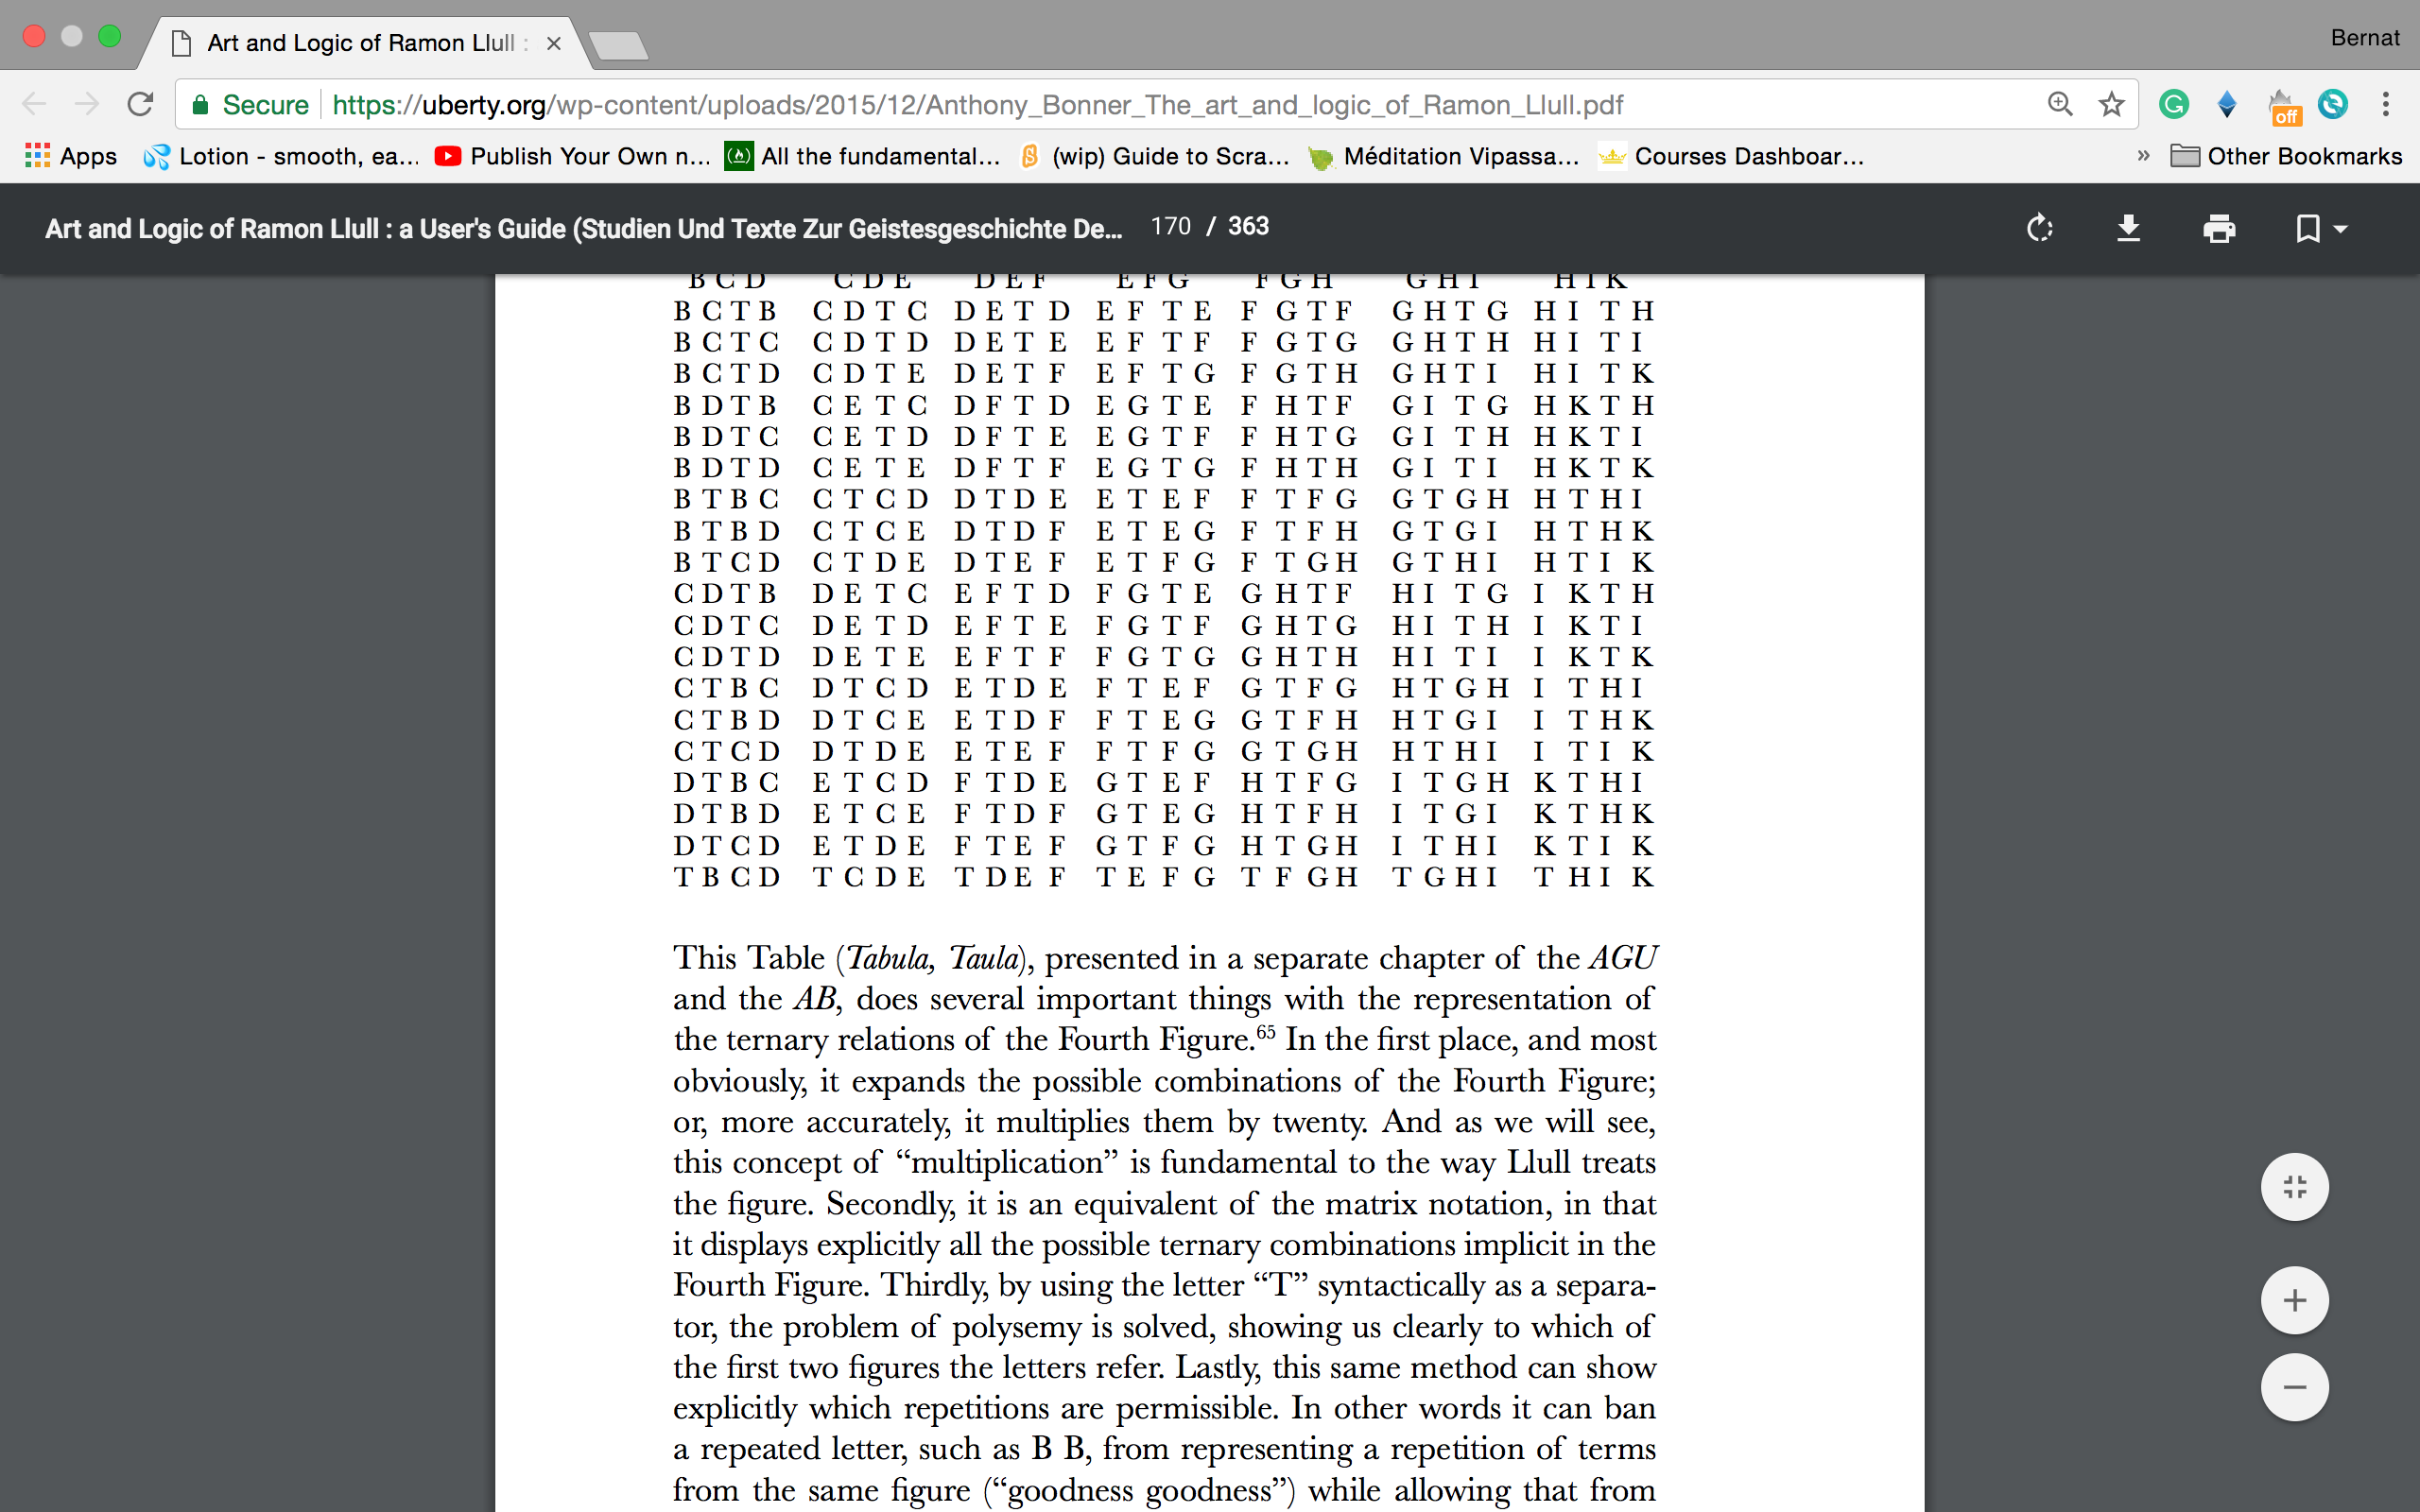 Art and Logic of Ramon Llull :
Bernat
Secure https://uberty.org/wp-content/uploads/2015/12/Anthony_Bonner_The_art_and_logic_of_Ramon_Llull.pdf
off
Apps Lotion - smooth, ea... Publish Your Own n... All the fundamental... (wip) Guide to Scra... Méditation Vipassa... Courses Dashboar... » Other Bookmarks
Art and Logic of Ramon Llull : a User's Guide (Studien Und Texte Zur Geistesgeschichte De... 170 / 363
B C D C D E D E F E F G F G H G H I H I K
B C T B C D T C D E T D E F T E F G T F G H T G H I T H
B C T C C D T D D E T E E F T F F G T G G H T H H I T I
B C T D C D T E D E T F E F T G F G T H G H T I H I T K
B D T B C E T C D F T D E G T E F H T F G I T G H K T H
B D T C C E T D D F T E E G T F F H T G G I T H H K T I
B D T D C E T E D F T F E G T G F H T H G I T I H K T K
B T B C C T C D D T D E E T E F F T F G G T G H H T H I
B T B D C T C E D T D F E T E G F T F H G T G I H T H K
B T C D C T D E D T E F E T F G F T G H G T H I H T I K
C D T B D E T C E F T D F G T E G H T F H I T G I K T H
C D T C D E T D E F T E F G T F G H T G H I T H I K T I
C D T D D E T E E F T F F G T G G H T H H I T I I K T K
C T B C D T C D E T D E F T E F G T F G H T G H I T H I
C T B D D T C E E T D F F T E G G T F H H T G I I T H K
C T C D D T D E E T E F F T F G G T G H H T H I I T I K
D T B C E T C D F T D E G T E F H T F G I T G H K T H I
D T B D E T C E F T D F G T E G H T F H I T G I K T H K
D T C D E T D E F T E F G T F G H T G H I T H I K T I K
T B C D T C D E T D E F T E F G T F G H T G H I T H I K
This Table (Tabula, Taula), presented in a separate chapter of the AGU
and the AB, does several important things with the representation of
the ternary relations of the Fourth Figure.65 In the first place, and most
obviously, it expands the possible combinations of the Fourth Figure;
or, more accurately, it multiplies them by twenty. And as we will see,
this concept of “multiplication” is fundamental to the way Llull treats
the figure. Secondly, it is an equivalent of the matrix notation, in that
it displays explicitly all the possible ternary combinations implicit in the
Fourth Figure. Thirdly, by using the letter “T” syntactically as a separa-
tor, the problem of polysemy is solved, showing us clearly to which of
the first two figures the letters refer. Lastly, this same method can show
explicitly which repetitions are permissible. In other words it can ban
a repeated letter, such as B B, from representing a repetition of terms
from the same figure (“goodness goodness”) while allowing that from